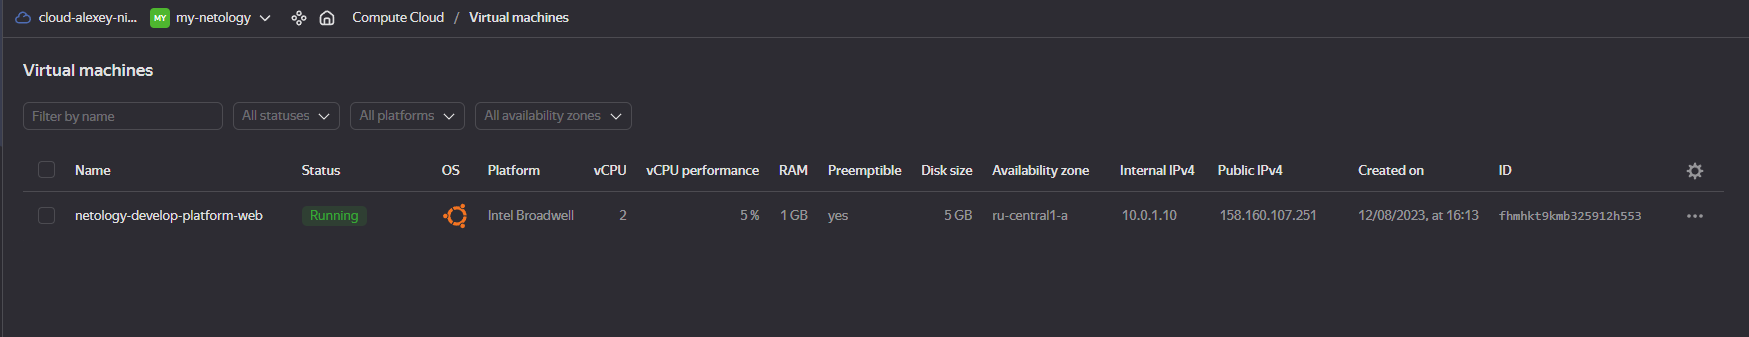 cloud-alexey-ni... MY my-netology Compute Cloud / Virtual machines
Virtual machines
Filter by name All statuses All platforms All availability zones
Name Status OS Platform vCPU vCPU performance RAM Preemptible Disk size Availability zone Internal IPv4 Public IPv4 Created on ID
netology-develop-platform-web Running Intel Broadwell 2 5 % 1 GB yes 5 GB ru-central1-a 10.0.1.10 158.160.107.251 12/08/2023, at 16:13 fhmhkt9kmb325912h553